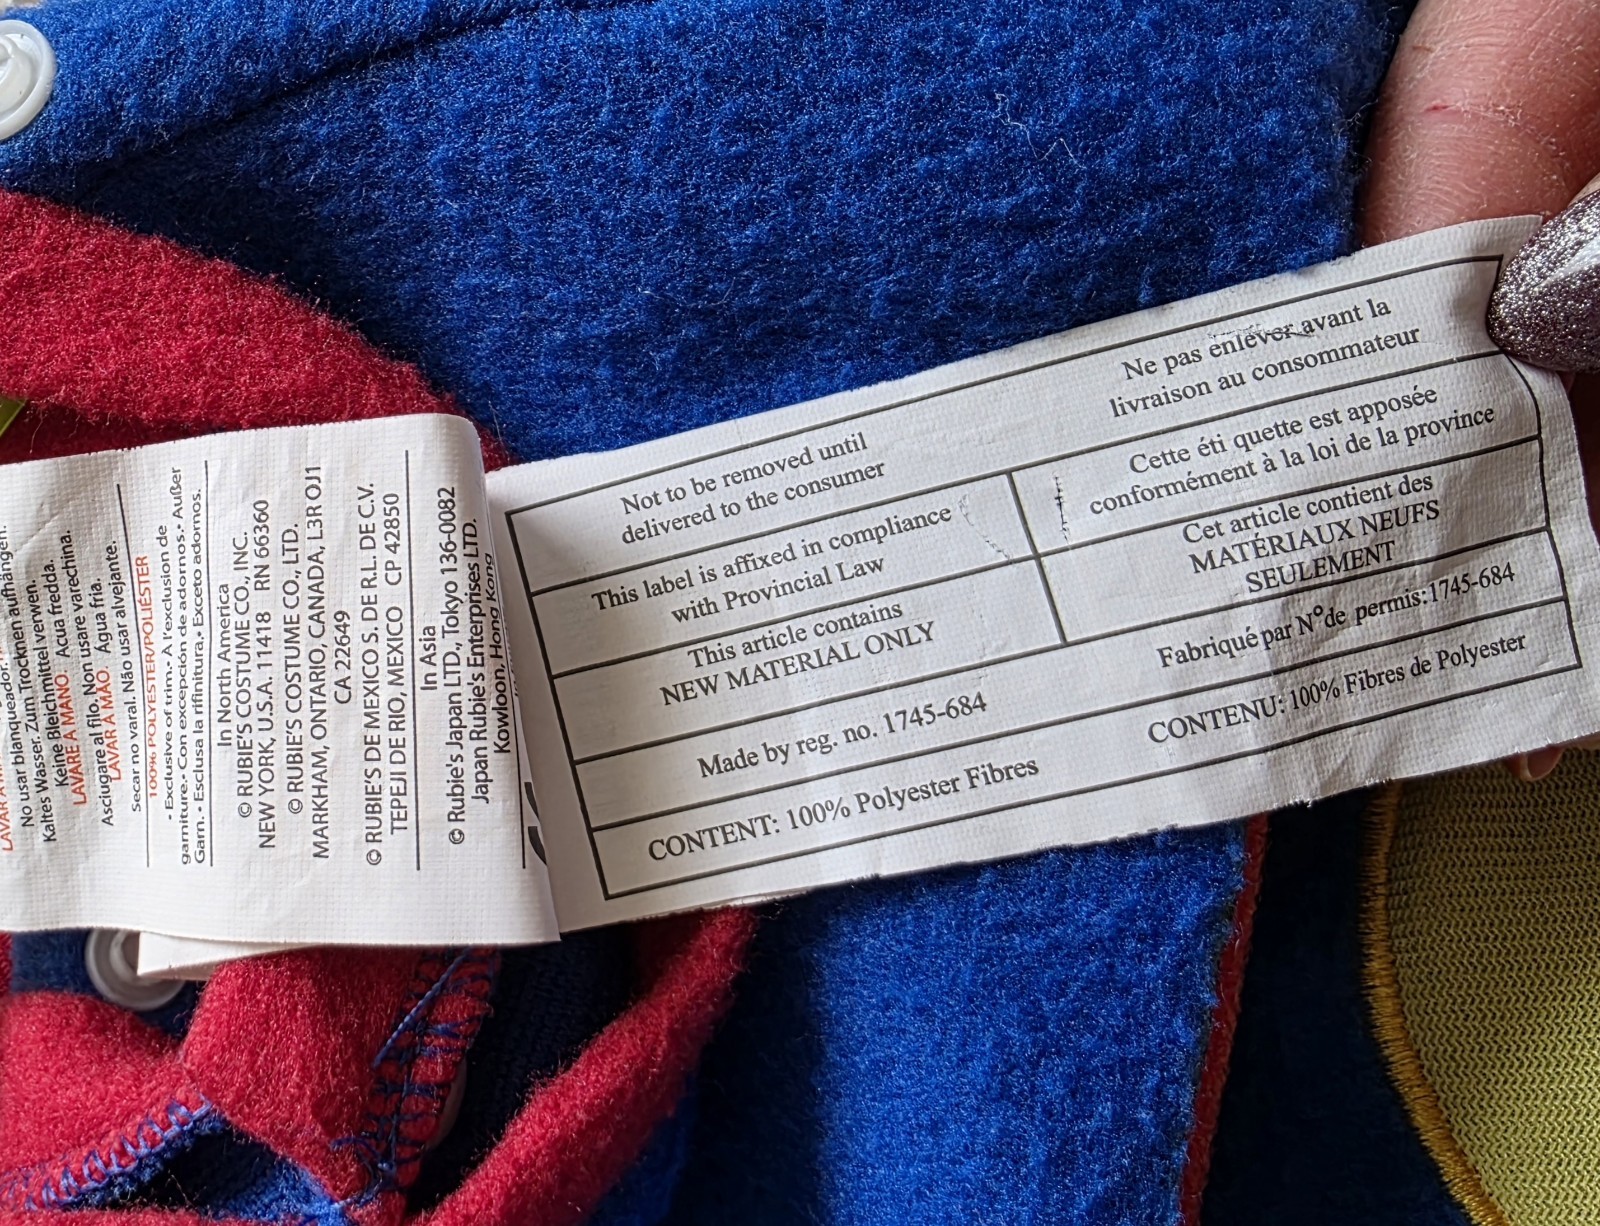 No usar blanqueador.
Kaltes Wasser. Zum Trocknen aufhängen.
Keine Bleichmittel verwen.
LAVARE A MANO. Acua fredda.
Asciugare al filo. Non usare varechina.
LAVAR A MÃO. Água fria.
Secar no varal. Não usar alvejante.
100% POLYESTER/POLIÉSTER
- Exclusive of trim.- A l'exclusion de
garniture.- Con excepción de adornos.- Außer
Garn. - Esclusa la rifinitura.- Exceto adornos.
In North America
© RUBIE'S COSTUME CO., INC.
NEW YORK, U.S.A. 11418 RN 66360
© RUBIE'S COSTUME CO., LTD.
MARKHAM, ONTARIO, CANADA, L3R OJ1
CA 22649
© RUBIE'S DE MEXICO S. DE R.L. DE C.V.
TEPEJI DE RIO, MEXICO CP 42850
In Asia
© Rubie's Japan LTD., Tokyo 136-0082
Japan Rubie's Enterprises LTD.
Kowloon, Hong Kong
Not to be removed until
delivered to the consumer
Ne pas enlever avant la
livraison au consommateur
This label is affixed in compliance
with Provincial Law
Cette éti quette est apposée
conformément à la loi de la province
This article contains
NEW MATERIAL ONLY
Cet article contient des
MATÉRIAUX NEUFS
SEULEMENT
Made by reg. no. 1745-684
Fabriqué par N°de permis:1745-684
CONTENT: 100% Polyester Fibres
CONTENU: 100% Fibres de Polyester